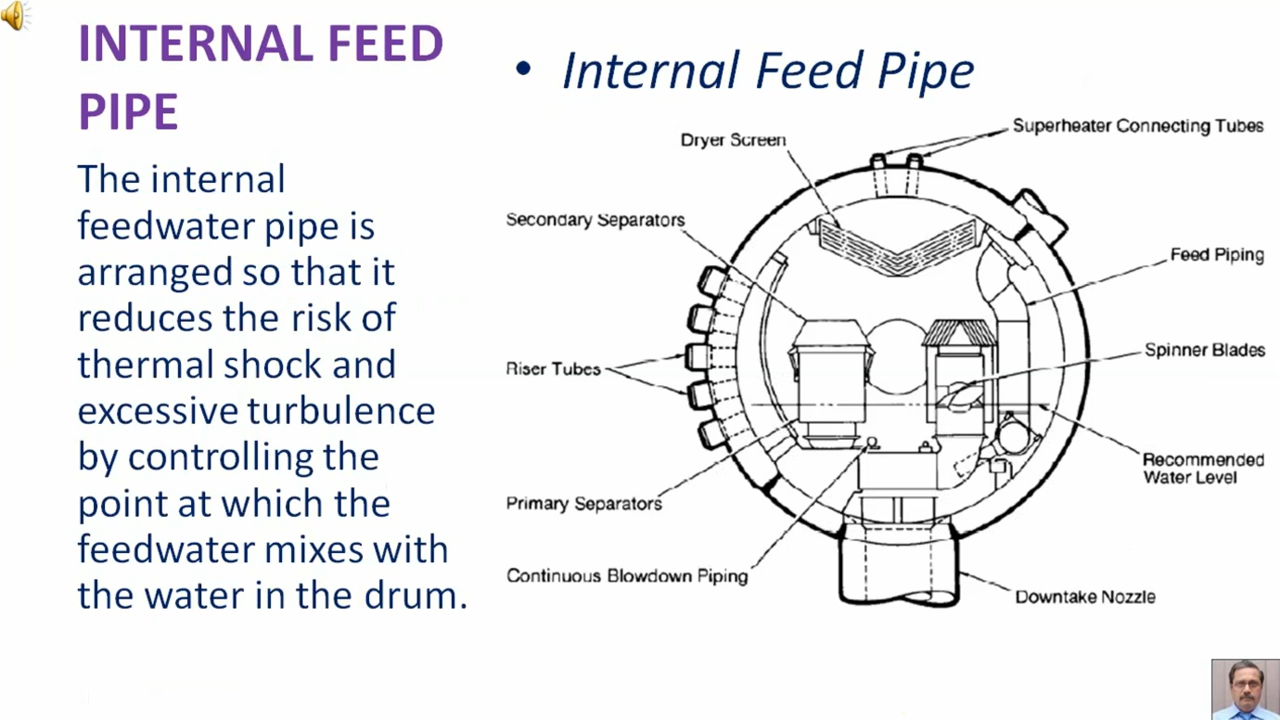 INTERNAL FEED
PIPE
The internal
feedwater pipe is
arranged so that it
reduces the risk of
thermal shock and
excessive turbulence
by controlling the
point at which the
feedwater mixes with
the water in the drum.
• Internal Feed Pipe
Superheater Connecting Tubes
Dryer Screen
Secondary Separators
Feed Piping
Spinner Blades
Riser Tubes
Recommended
Water Level
Primary Separators
Continuous Blowdown Piping
Downtake Nozzle